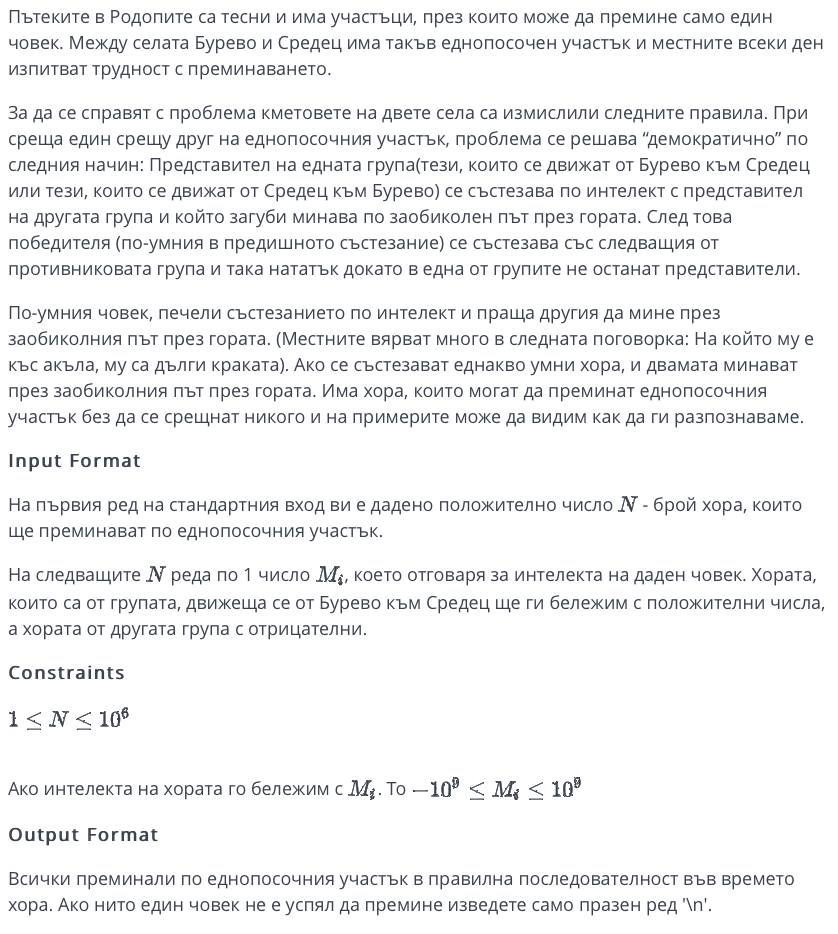 Пътеките в Родопите са тесни и има участъци, през които може да премине само един
човек. Между селата Бурево и Средец има такъв еднопосочен участък и местните всеки ден
изпитват трудност с преминаването.
За да се справят с проблема кметовете на двете села са измислили следните правила. При
среща един срещу друг на еднопосочния участък, проблема се решава “демократично” по
следния начин: Представител на едната група(тези, които се движат от Бурево към Средец
или тези, които се движат от Средец към Бурево) се състезава по интелект с представител
на другата група и който загуби минава по заобиколен път през гората. След това
победителя (по-умния в предишното състезание) се състезава със следващия от
противниковата група и така нататък докато в една от групите не останат представители.
По-умния човек, печели състезанието по интелект и праща другия да мине през
заобиколния път през гората. (Местните вярват много в следната поговорка: На който му е
къс акъла, му са дълги краката). Ако се състезават еднакво умни хора, и двамата минават
през заобиколния път през гората. Има хора, които могат да преминат еднопосочния
участък без да се срещнат никого и на примерите може да видим как да ги разпознаваме.
Input Format
На първия ред на стандартния вход ви е дадено положително число N - брой хора, които
ще преминават по еднопосочния участък.
На следващите N реда по 1 число M_i, което отговаря за интелекта на даден човек. Хората,
които са от групата, движеща се от Бурево към Средец ще ги бележим с положителни числа,
а хората от другата група с отрицателни.
Constraints
1 ≤ N ≤ 10^6
Ако интелекта на хората го бележим с M_i. То −10^9 ≤ M_i ≤ 10^9
Output Format
Всички преминали по еднопосочния участък в правилна последователност във времето
хора. Ако нито един човек не е успял да премине изведете само празен ред '\n'.